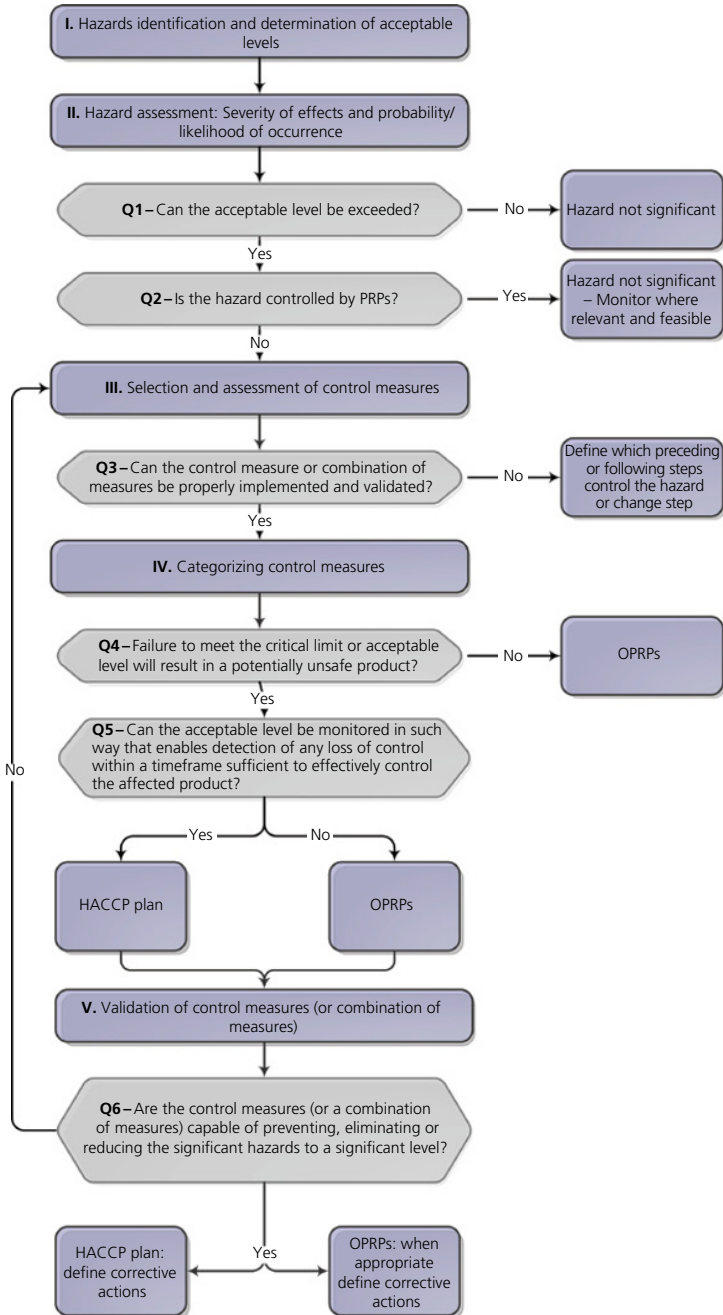 I. Hazards identification and determination of acceptable
levels
II. Hazard assessment: Severity of effects and probability/
likelihood of occurrence
Q1–Can the acceptable level be exceeded?
No
Hazard not significant
Yes
Q2–Is the hazard controlled by PRPs?
Yes
Hazard not significant
– Monitor where
relevant and feasible
No
III. Selection and assessment of control measures
Q3–Can the control measure or combination of
measures be properly implemented and validated?
No
Define which preceding
or following steps
control the hazard
or change step
Yes
IV. Categorizing control measures
Q4–Failure to meet the critical limit or acceptable
level will result in a potentially unsafe product?
No
OPRPs
Yes
Q5–Can the acceptable level be monitored in such
way that enables detection of any loss of control
within a timeframe sufficient to effectively control
the affected product?
No
Yes
No
HACCP plan
OPRPs
V. Validation of control measures (or combination of
measures)
Q6–Are the control measures (or a combination
of measures) capable of preventing, eliminating or
reducing the significant hazards to a significant level?
Yes
HACCP plan:
define corrective
actions
OPRPs: when
appropriate
define corrective
actions